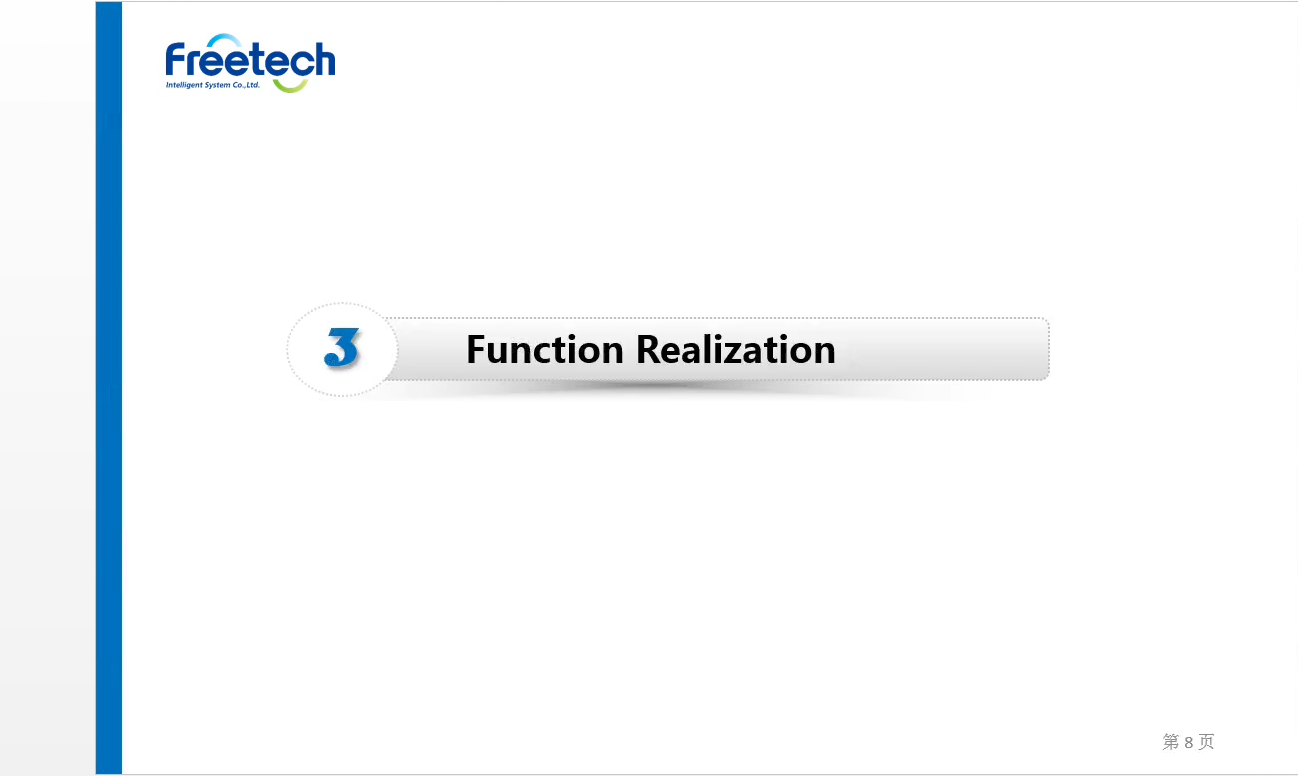 Freetech
Intelligent System Co.,Ltd.
3
Function Realization
第 8 页